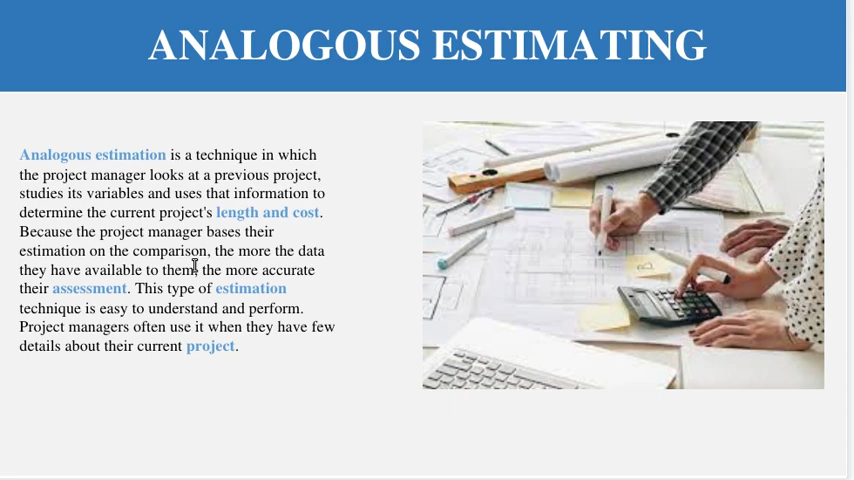 ANALOGOUS ESTIMATING
Analogous estimation is a technique in which
the project manager looks at a previous project,
studies its variables and uses that information to
determine the current project's length and cost.
Because the project manager bases their
estimation on the comparison, the more the data
they have available to them, the more accurate
their assessment. This type of estimation
technique is easy to understand and perform.
Project managers often use it when they have few
details about their current project.